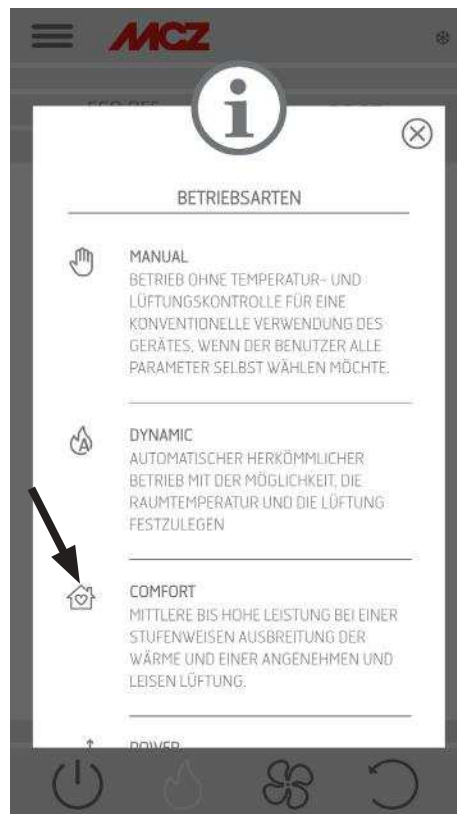 MCZ
i
BETRIEBSARTEN
MANUAL
BETRIEB OHNE TEMPERATUR- UND
LÜFTUNGSKONTROLLE FÜR EINE
KONVENTIONELLE VERWENDUNG DES
GERÄTES, WENN DER BENUTZER ALLE
PARAMETER SELBST WÄHLEN MÖCHTE.
A
DYNAMIC
AUTOMATISCHER HERKÖMMLICHER
BETRIEB MIT DER MÖGLICHKEIT, DIE
RAUMTEMPERATUR UND DIE LÜFTUNG
FESTZULEGEN
COMFORT
MITTLERE BIS HOHE LEISTUNG BEI EINER
STUFENWEISEN AUSBREITUNG DER
WÄRME UND EINER ANGENEHMEN UND
LEISEN LÜFTUNG.
POWER